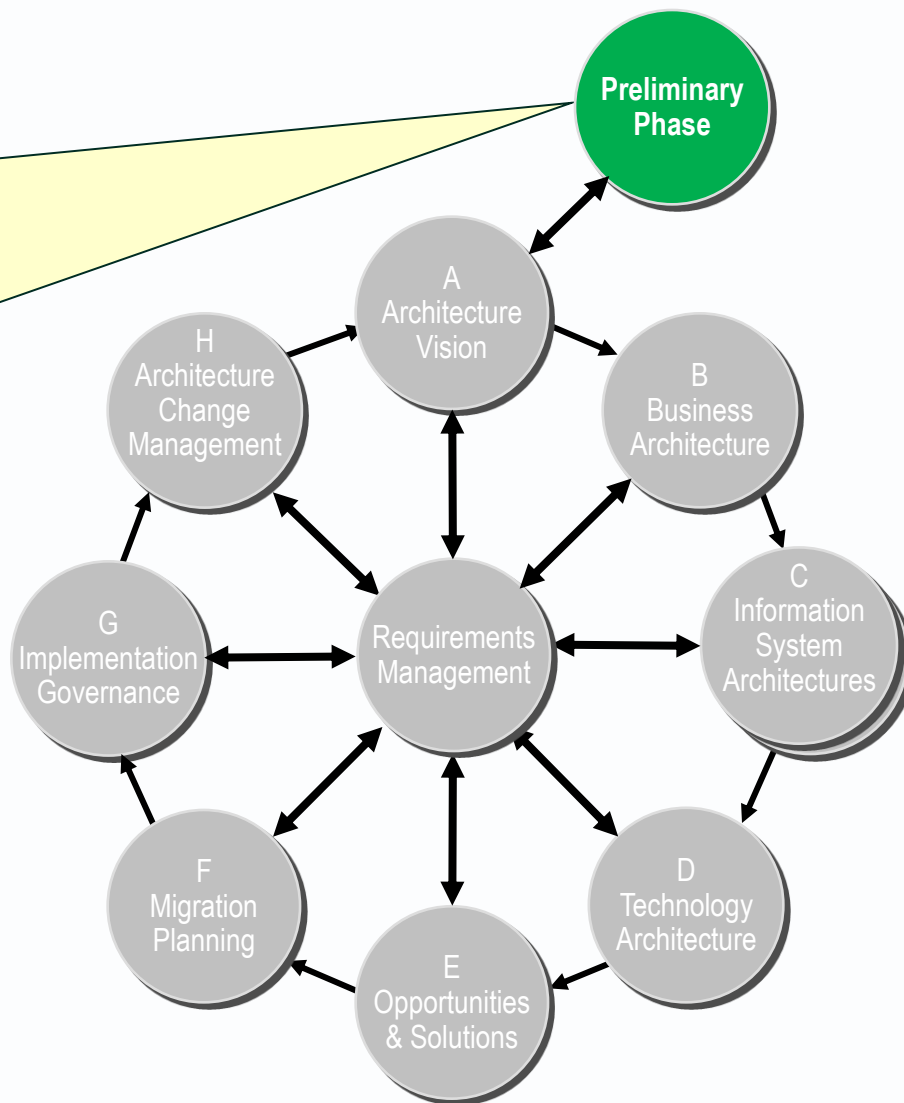 Preliminary
Phase
A
Architecture
Vision
H
Architecture
Change
Management
B
Business
Architecture
C
Information
System
Architectures
G
Implementation
Governance
Requirements
Management
F
Migration
Planning
D
Technology
Architecture
E
Opportunities
& Solutions